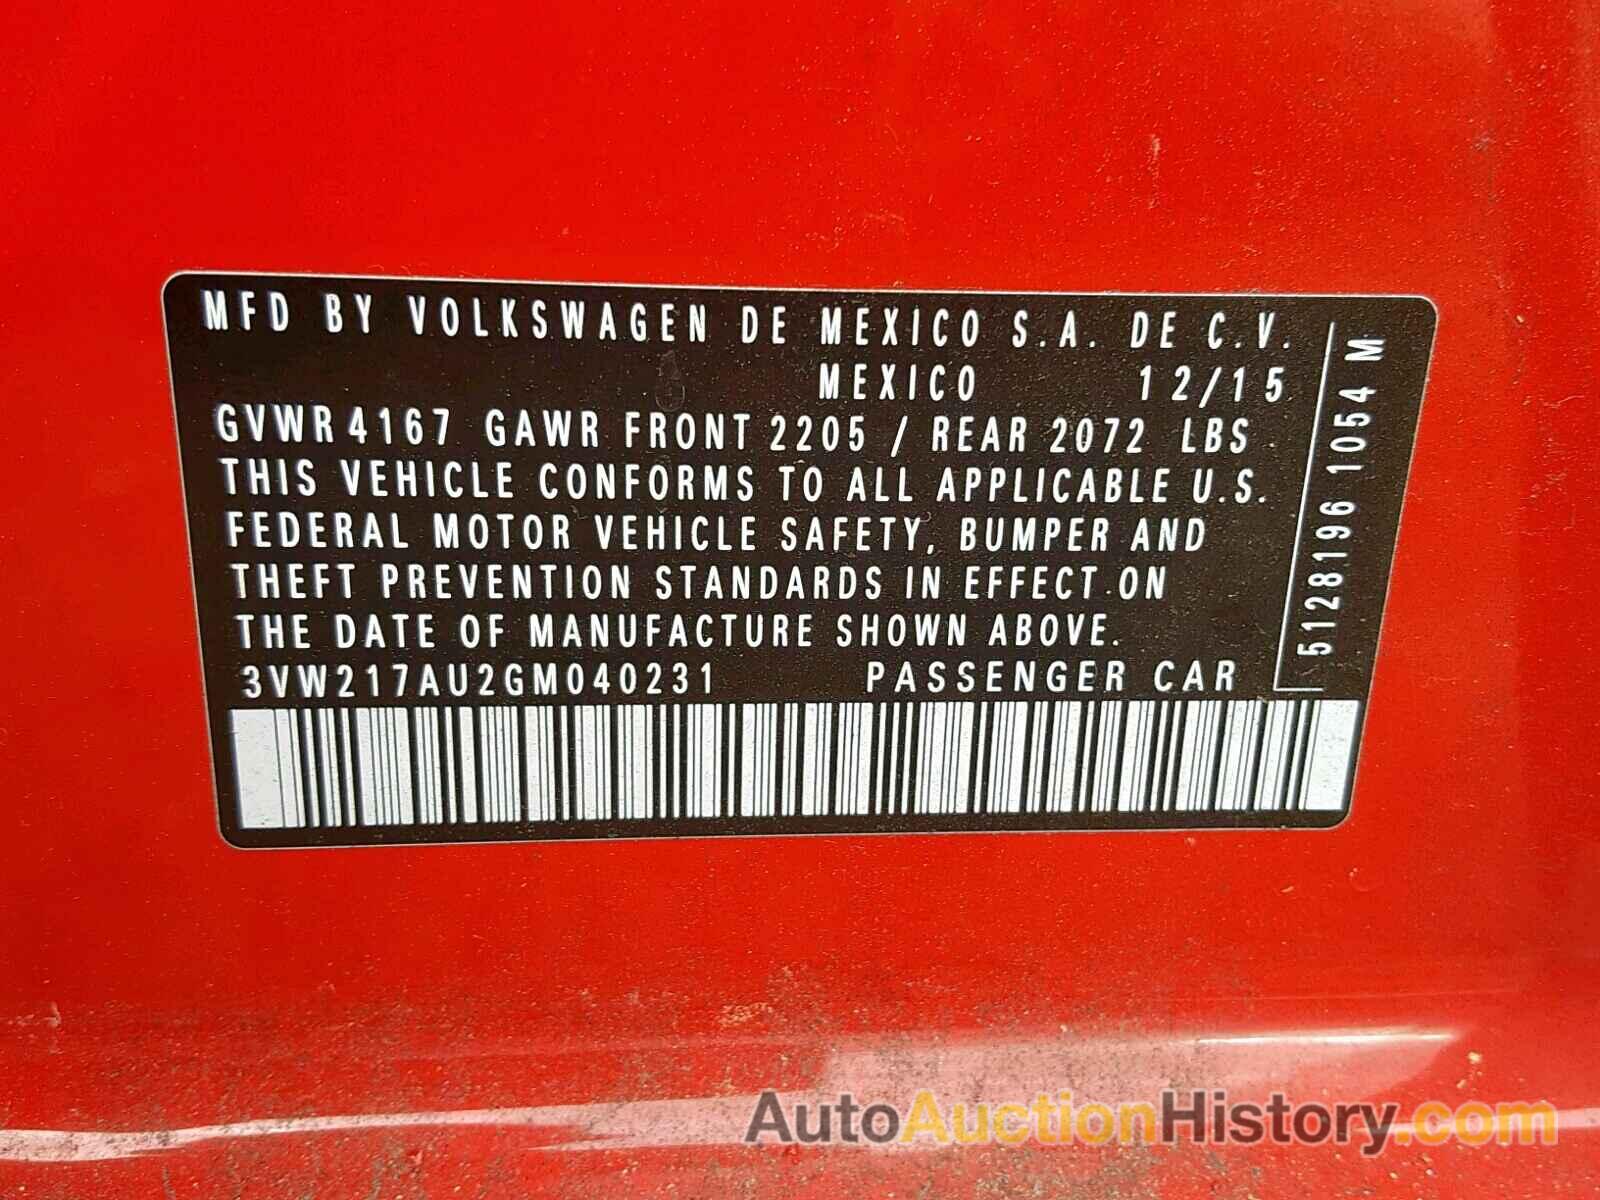 MFD BY VOLKSWAGEN DE MEXICO S.A. DE C.V.
MEXICO 12/15
GVWR 4167 GAWR FRONT 2205 / REAR 2072 LBS
THIS VEHICLE CONFORMS TO ALL APPLICABLE U.S.
FEDERAL MOTOR VEHICLE SAFETY, BUMPER AND
THEFT PREVENTION STANDARDS IN EFFECT ON
THE DATE OF MANUFACTURE SHOWN ABOVE.
3VW217AU2GM040231 PASSENGER CAR
5128196 1054 M
AutoAuctionHistory.com